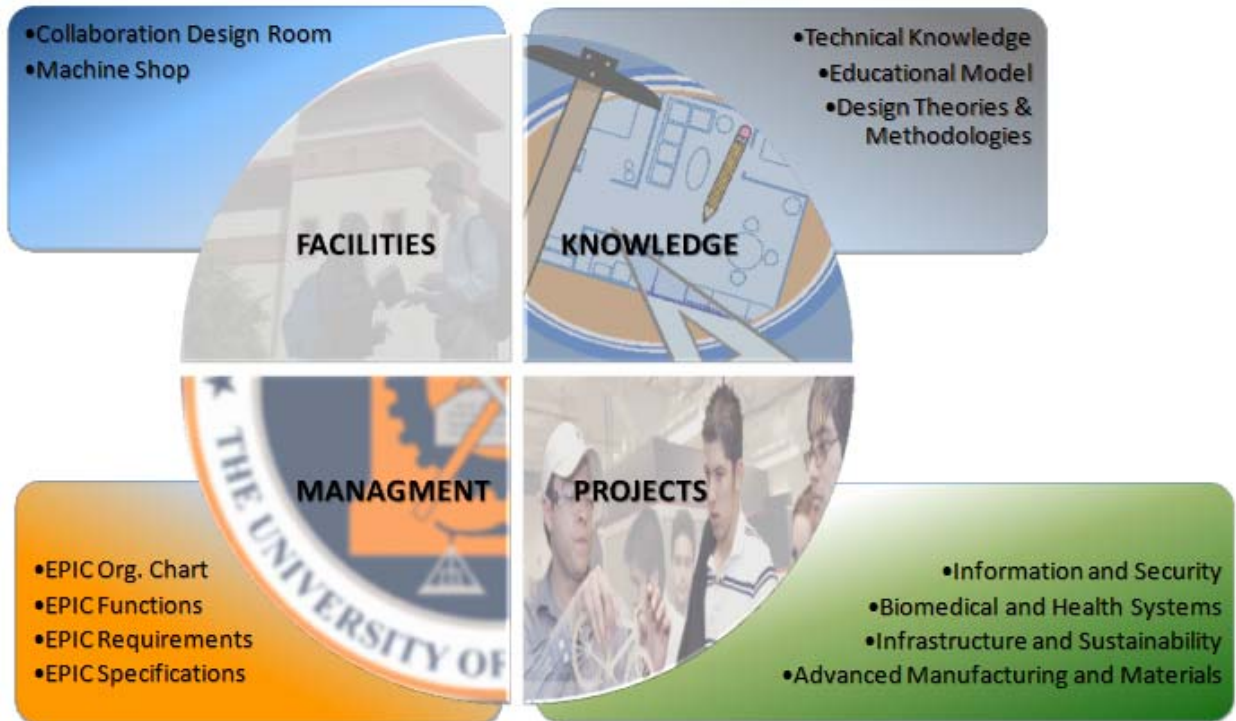 •Collaboration Design Room
•Machine Shop
•Technical Knowledge
•Educational Model
•Design Theories &
Methodologies
FACILITIES
KNOWLEDGE
MANAGMENT
PROJECTS
THE UNIVERSITY OF
•EPIC Org. Chart
•EPIC Functions
•EPIC Requirements
•EPIC Specifications
•Information and Security
•Biomedical and Health Systems
•Infrastructure and Sustainability
•Advanced Manufacturing and Materials